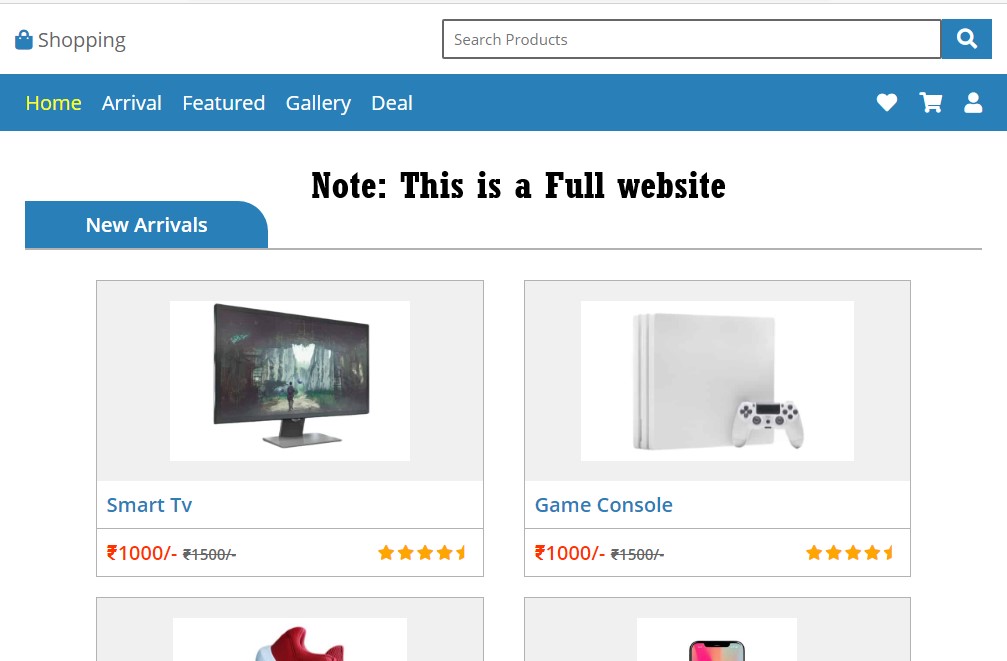 Shopping
Search Products
Home Arrival Featured Gallery Deal
Note: This is a Full website
New Arrivals
Smart Tv
Game Console
₹1000/- ₹1500/-
₹1000/- ₹1500/-